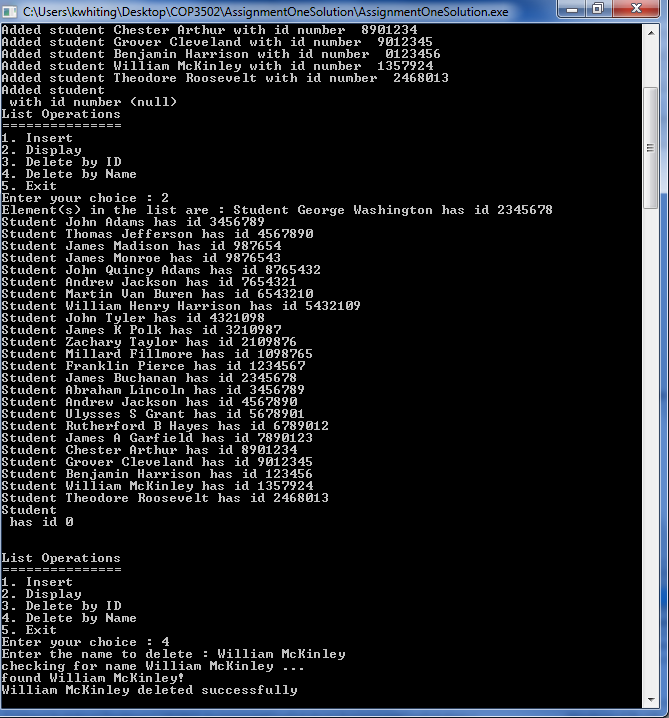 C:\Users\kwhiting\Desktop\COP3502\AssignmentOneSolution\AssignmentOneSolution.exe
Added student Chester Arthur with id number  8901234
Added student Grover Cleveland with id number  9012345
Added student Benjamin Harrison with id number  0123456
Added student William McKinley with id number  1357924
Added student Theodore Roosevelt with id number  2468013
Added student
 with id number (null)
List Operations
===============
1. Insert
2. Display
3. Delete by ID
4. Delete by Name
5. Exit
Enter your choice : 2
Element(s) in the list are : Student George Washington has id 2345678
Student John Adams has id 3456789
Student Thomas Jefferson has id 4567890
Student James Madison has id 987654
Student James Monroe has id 9876543
Student John Quincy Adams has id 8765432
Student Andrew Jackson has id 7654321
Student Martin Van Buren has id 6543210
Student William Henry Harrison has id 5432109
Student John Tyler has id 4321098
Student James K Polk has id 3210987
Student Zachary Taylor has id 2109876
Student Millard Fillmore has id 1098765
Student Franklin Pierce has id 1234567
Student James Buchanan has id 2345678
Student Abraham Lincoln has id 3456789
Student Andrew Jackson has id 4567890
Student Ulysses S Grant has id 5678901
Student Rutherford B Hayes has id 6789012
Student James A Garfield has id 7890123
Student Chester Arthur has id 8901234
Student Grover Cleveland has id 9012345
Student Benjamin Harrison has id 123456
Student William McKinley has id 1357924
Student Theodore Roosevelt has id 2468013
Student
 has id 0
List Operations
===============
1. Insert
2. Display
3. Delete by ID
4. Delete by Name
5. Exit
Enter your choice : 4
Enter the name to delete : William McKinley
checking for name William McKinley ...
found William McKinley!
William McKinley deleted successfully